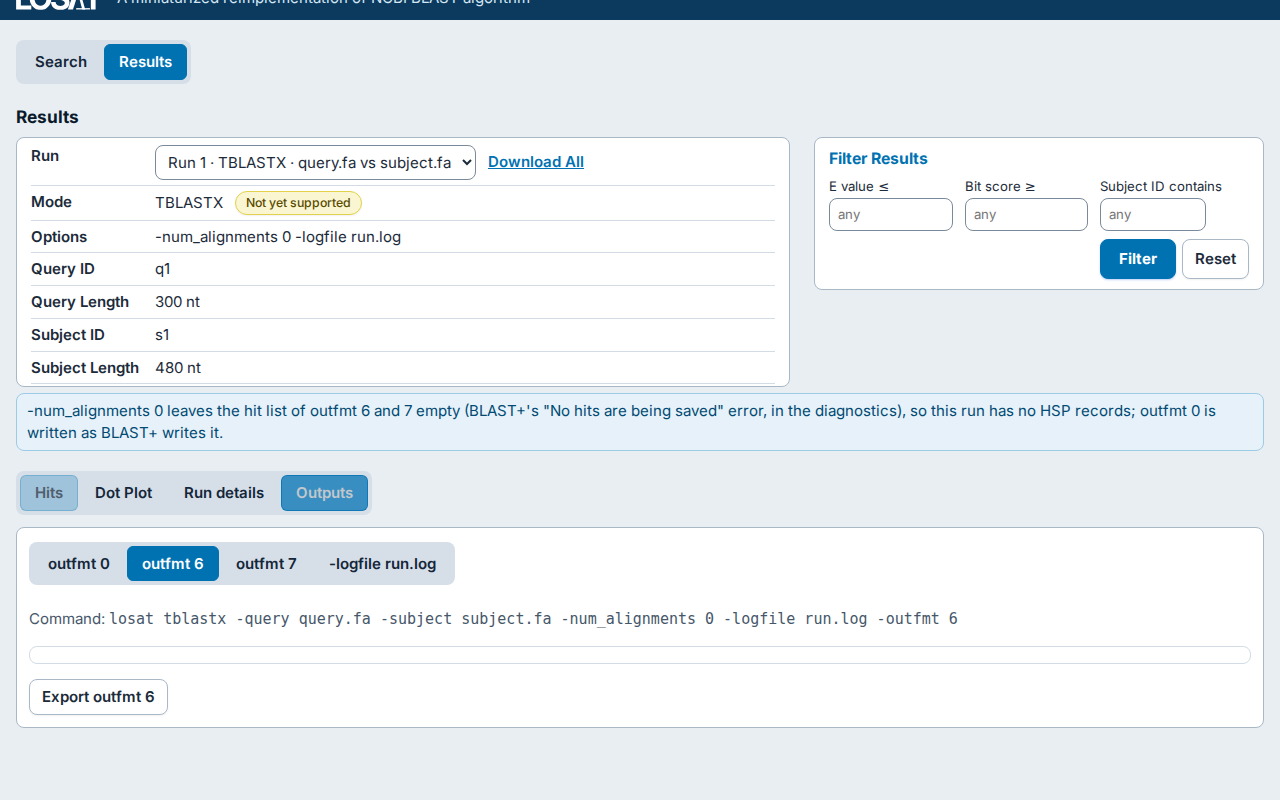 Search
Results
Results
Run
Run 1 · TBLASTX · query.fa vs subject.fa
Download All
Mode
TBLASTX
Not yet supported
Options
-num_alignments 0 -logfile run.log
Query ID
q1
Query Length
300 nt
Subject ID
s1
Subject Length
480 nt
Filter Results
E value ≤
Bit score ≥
Subject ID contains
any
any
any
Filter
Reset
-num_alignments 0 leaves the hit list of outfmt 6 and 7 empty (BLAST+'s "No hits are being saved" error, in the diagnostics), so this run has no HSP records; outfmt 0 is
written as BLAST+ writes it.
Hits
Dot Plot
Run details
Outputs
outfmt 0
outfmt 6
outfmt 7
-logfile run.log
Command: losat tblastx -query query.fa -subject subject.fa -num_alignments 0 -logfile run.log -outfmt 6
Export outfmt 6